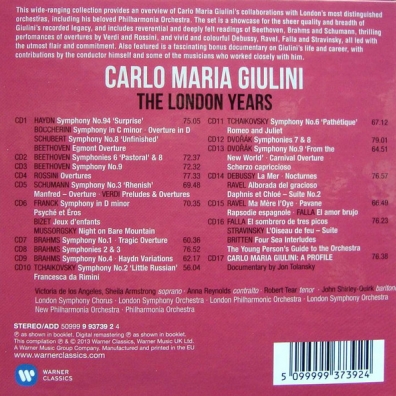 This wide-ranging collection provides an overview of Carlo Maria Giulini's collaborations with London's most distinguished
orchestras, including his beloved Philharmonia Orchestra. The set is a showcase for the sheer quality and breadth of
Giulini's recorded legacy, and includes reverential and deeply felt readings of Beethoven, Brahms and Schumann, thrilling
performances of overtures by Verdi and Rossini, and vivid and colourful Debussy, Ravel, Falla and Stravinsky, all led with
the utmost flair and commitment. Also featured is a fascinating bonus documentary on Giulini's life and career, with
contributions by the conductor himself and some of the musicians who worked closely with him.
CARLO MARIA GIULINI
THE LONDON YEARS
CD1 HAYDN Symphony No.94 'Surprise' 75.05
BOCCHERINI Symphony in C minor · Overture in D
SCHUBERT Symphony No.8 'Unfinished'
BEETHOVEN Egmont Overture
CD2 BEETHOVEN Symphonies 6 'Pastoral' & 8 72.37
CD3 BEETHOVEN Symphony No.9 72.32
CD4 ROSSINI Overtures 77.33
CD5 SCHUMANN Symphony No.3 'Rhenish' 69.48
Manfred – Overture · VERDI Preludes & Overtures
CD6 FRANCK Symphony in D minor 75.35
Psyché et Éros
BIZET Jeux d'enfants
MUSSORGSKY Night on Bare Mountain
CD7 BRAHMS Symphony No.1 · Tragic Overture 60.36
CD8 BRAHMS Symphonies 2 & 3 76.52
CD9 BRAHMS Symphony No.4 · Haydn Variations 62.17
CD10 TCHAIKOVSKY Symphony No.2 'Little Russian' 56.04
Francesca da Rimini
CD11 TCHAIKOVSKY Symphony No.6 'Pathétique' 67.12
Romeo and Juliet
CD12 DVOŘÁK Symphonies 7 & 8 79.01
CD13 DVOŘÁK Symphony No.9 'From the 64.51
New World' · Carnival Overture
Scherzo capriccioso
CD14 DEBUSSY La Mer · Nocturnes 76.57
RAVEL Alborada del gracioso
Daphnis et Chloé – Suite No.2
CD15 RAVEL Ma Mère l'Oye · Pavane 66.49
Rapsodie espagnole · FALLA El amor brujo
CD16 FALLA El sombrero de tres picos 76.23
STRAVINSKY L'Oiseau de feu – Suite
BRITTEN Four Sea Interludes
The Young Person's Guide to the Orchestra
CD17 CARLO MARIA GIULINI: A PROFILE 76.38
Documentary by Jon Tolansky
Victoria de los Angeles, Sheila Armstrong soprano · Anna Reynolds contralto · Robert Tear tenor · John Shirley-Quirk baritone
London Symphony Chorus · London Symphony Orchestra · London Philharmonic Orchestra · London Symphony Orchestra
New Philharmonia Orchestra · Philharmonia Orchestra
STEREO/ADD 50999 9 93739 2 4
℗ as shown in booklet. Digital remastering ℗ as shown in booklet.
This compilation ℗ & © 2013 Warner Classics, Warner Music UK Ltd.
A Warner Music Group Company. Manufactured and printed in the EU
www.warnerclassics.com
WARNER
CLASSICS
5 099999 373924